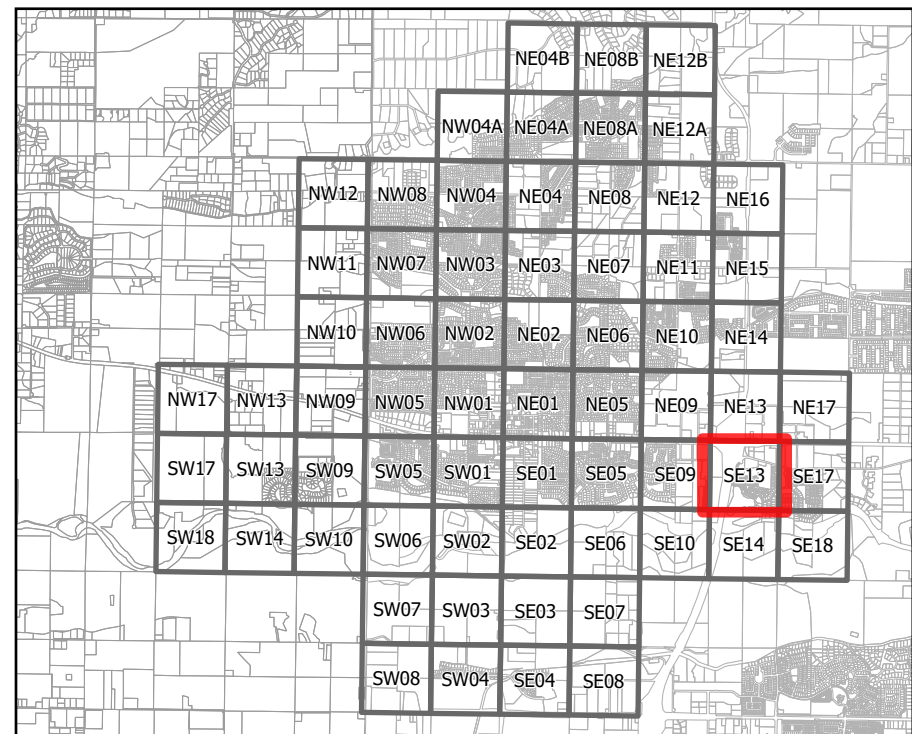 NE04B NE08B NE12B
NW04A NE04A NE08A NE12A
NW12 NW08 NW04 NE04 NE08 NE12 NE16
NW11 NW07 NW03 NE03 NE07 NE11 NE15
NW10 NW06 NW02 NE02 NE06 NE10 NE14
NW17 NW13 NW09 NW05 NW01 NE01 NE05 NE09 NE13 NE17
SW17 SW13 SW09 SW05 SW01 SE01 SE05 SE09 SE13 SE17
SW18 SW14 SW10 SW06 SW02 SE02 SE06 SE10 SE14 SE18
SW07 SW03 SE03 SE07
SW08 SW04 SE04 SE08